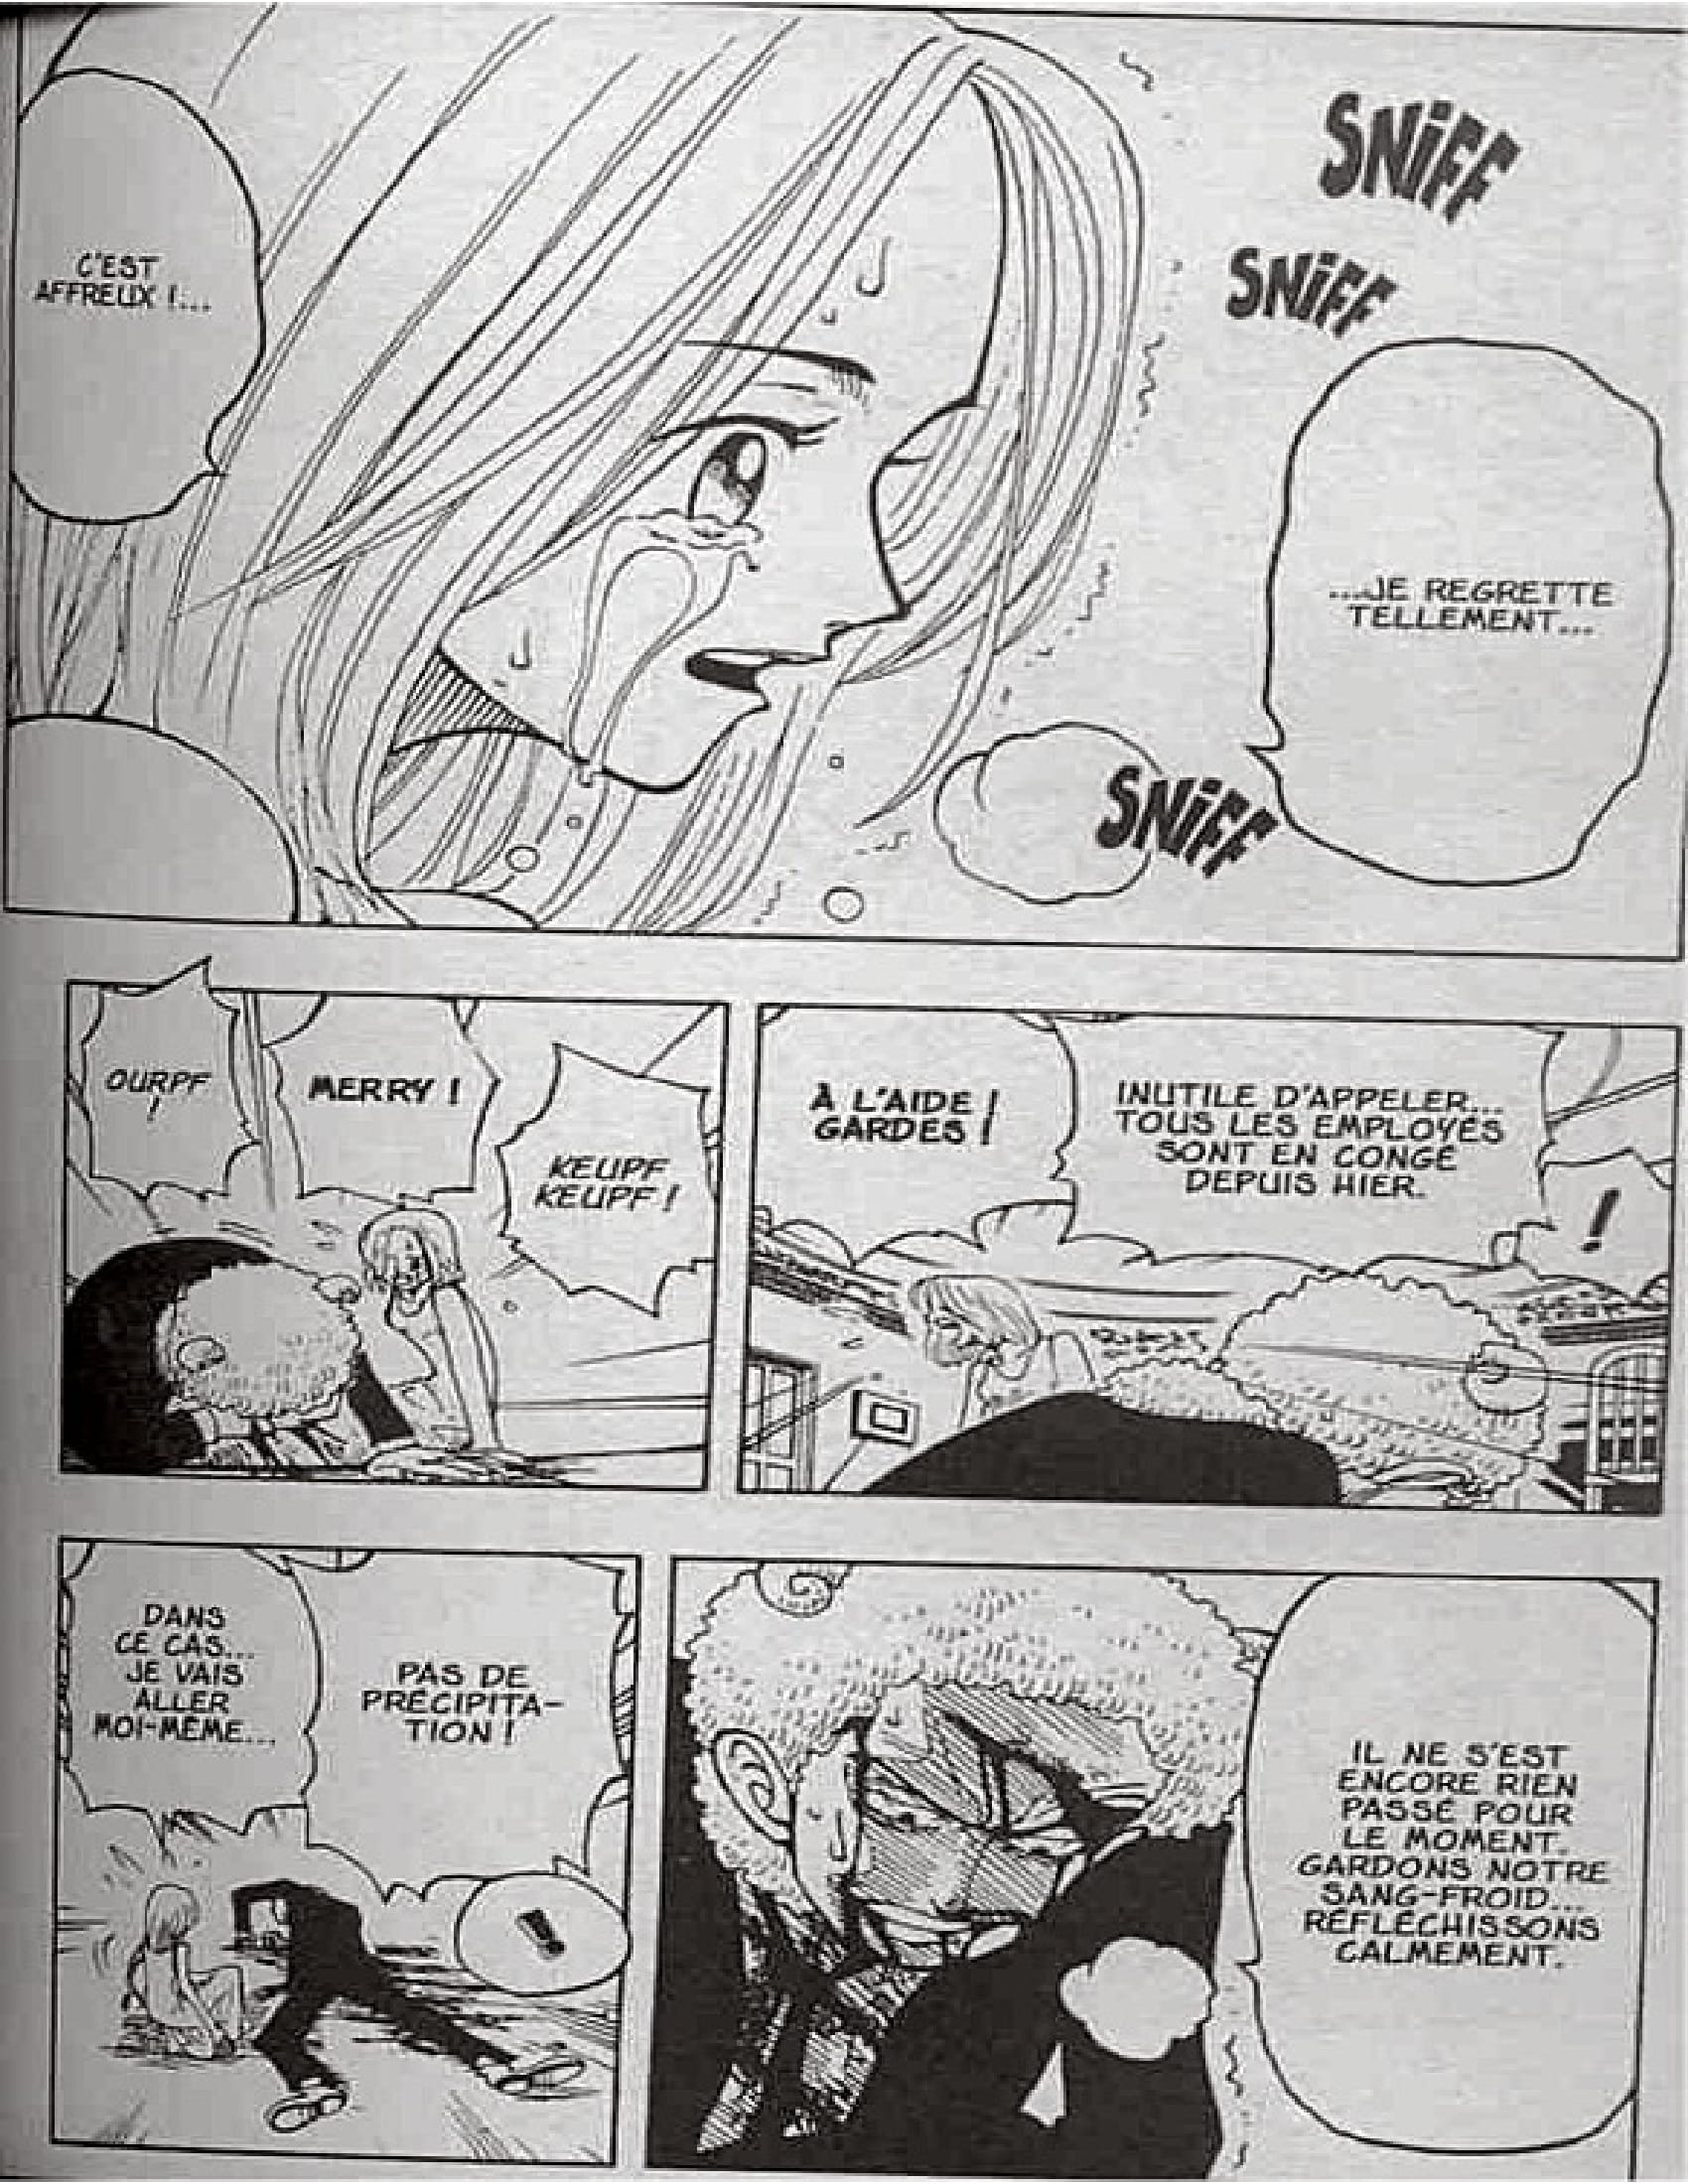 C'EST
AFFREUX !...
SNIFF
SNIFF
...JE REGRETTE
TELLEMENT...
SNIFF
OURPF
!
MERRY !
KEUPF
KEUPF !
À L'AIDE !
GARDES !
INUTILE D'APPELER...
TOUS LES EMPLOYÉS
SONT EN CONGÉ
DEPUIS HIER.
!
DANS
CE CAS...
JE VAIS
ALLER
MOI-MÊME...
PAS DE
PRÉCIPITA-
TION !
!!
IL NE S'EST
ENCORE RIEN
PASSÉ POUR
LE MOMENT.
GARDONS NOTRE
SANG-FROID...
RÉFLÉCHISSONS
CALMEMENT.